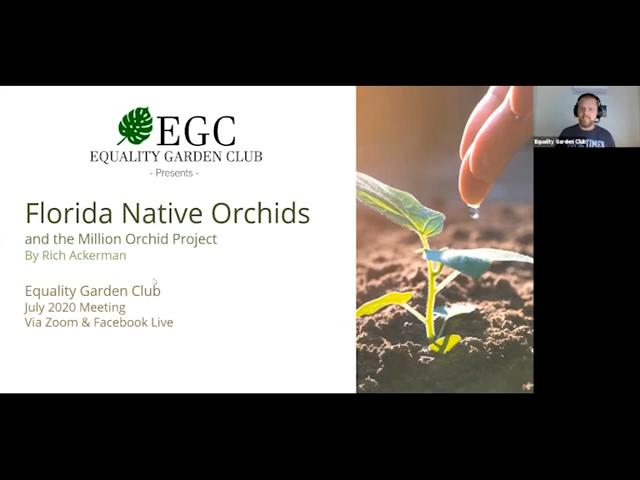 EGC
EQUALITY GARDEN CLUB
- Presents -
Florida Native Orchids
and the Million Orchid Project
By Rich Ackerman
Equality Garden Club
July 2020 Meeting
Via Zoom & Facebook Live
Equality Garden Club